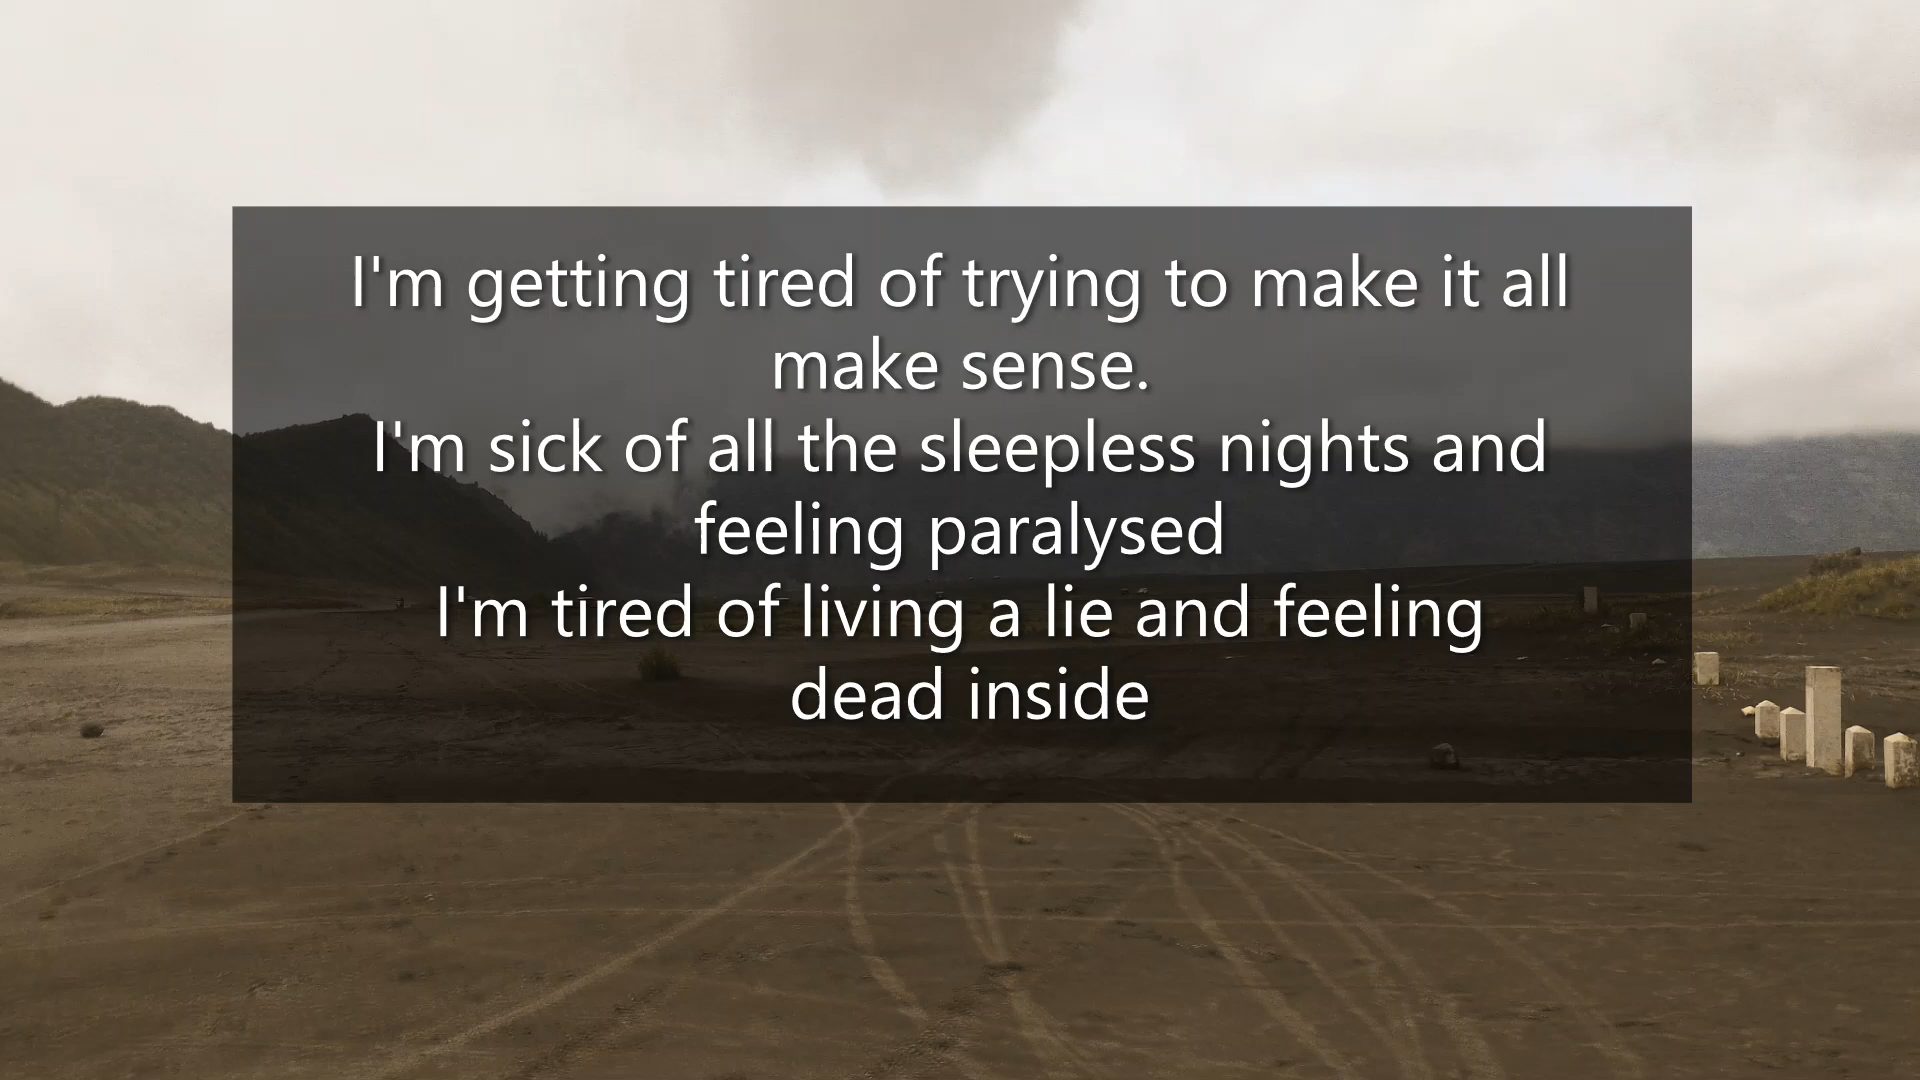 I'm getting tired of trying to make it all
make sense.
I'm sick of all the sleepless nights and
feeling paralysed
I'm tired of living a lie and feeling
dead inside